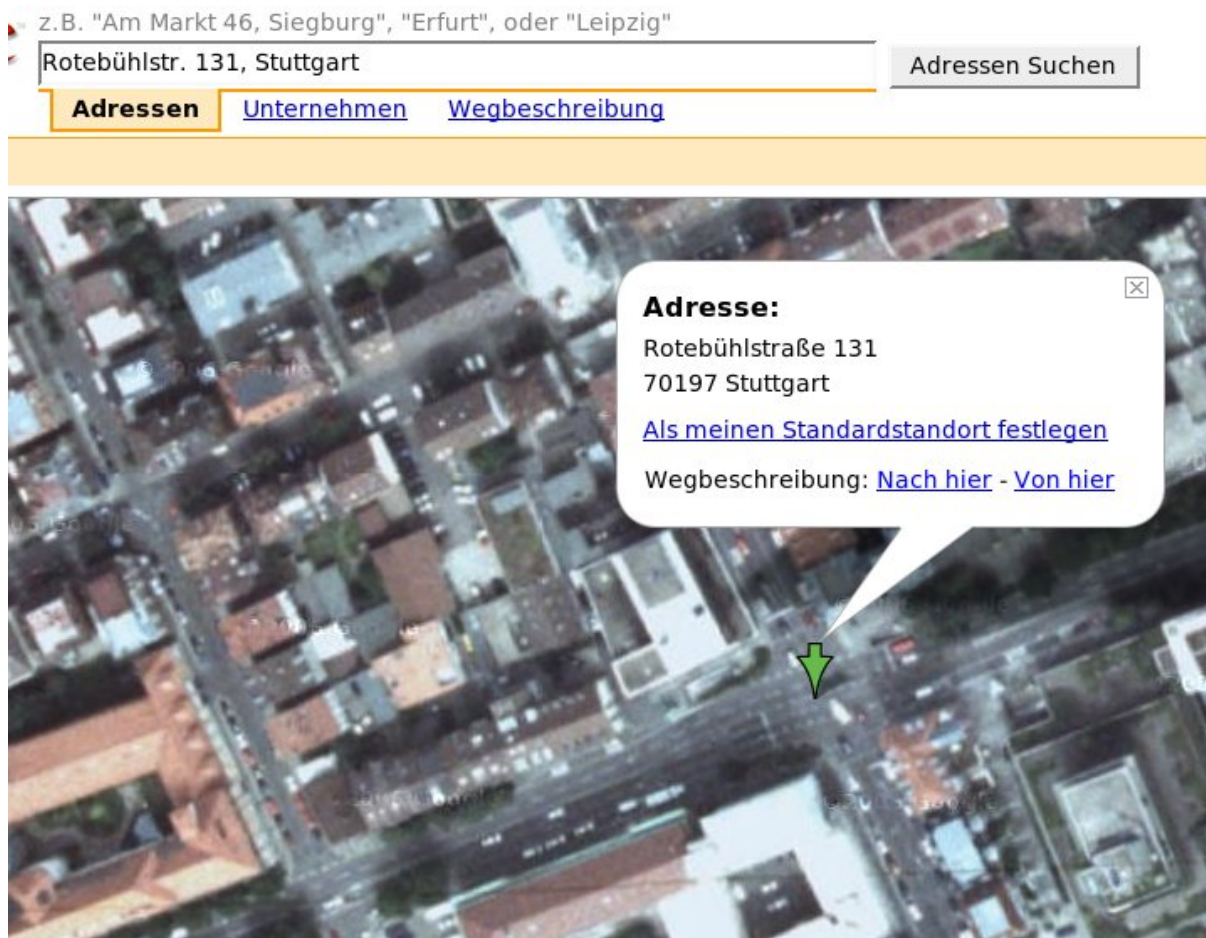 z.B. "Am Markt 46, Siegburg", "Erfurt", oder "Leipzig"
Rotebühlstr. 131, Stuttgart
Adressen Suchen
Adressen Unternehmen Wegbeschreibung
Adresse:
Rotebühlstraße 131
70197 Stuttgart
Als meinen Standardstandort festlegen
Wegbeschreibung: Nach hier - Von hier